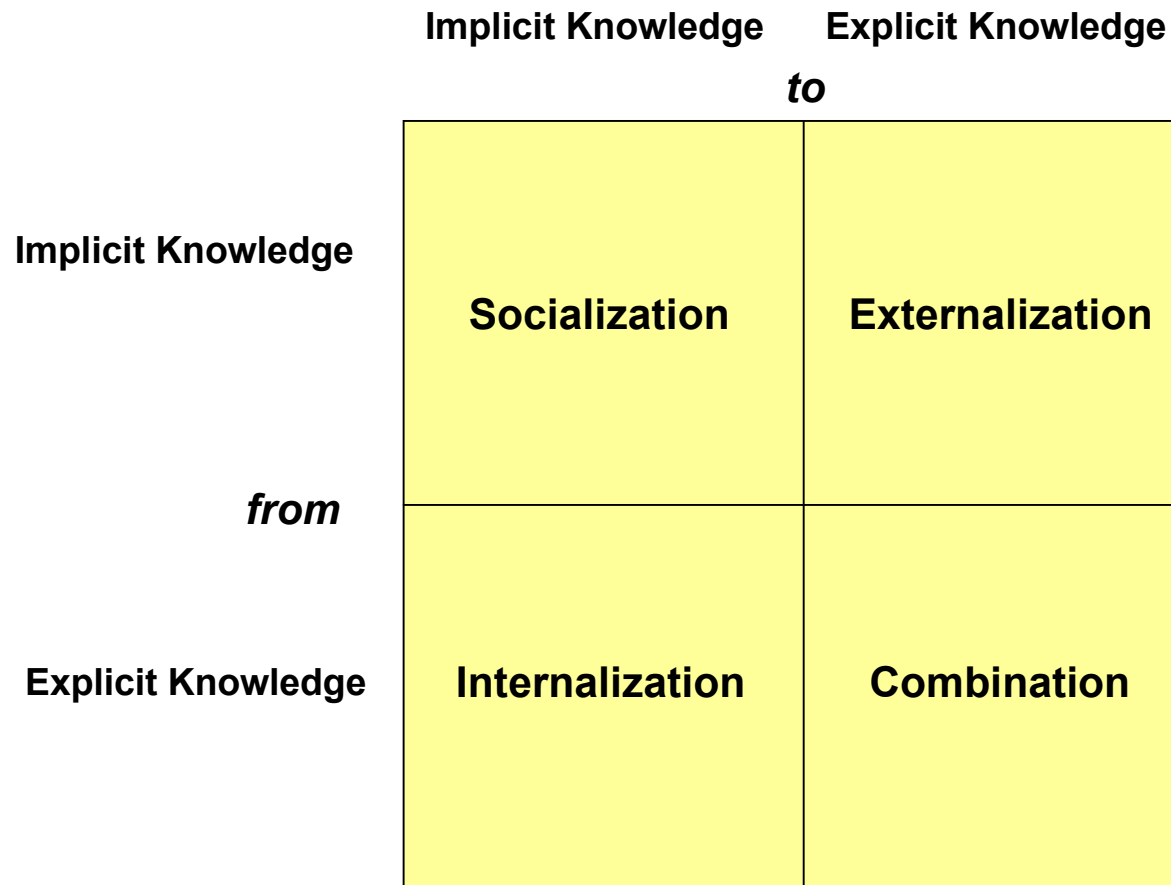 Implicit Knowledge Explicit Knowledge
to
Implicit Knowledge
Socialization Externalization
from
Explicit Knowledge Internalization Combination